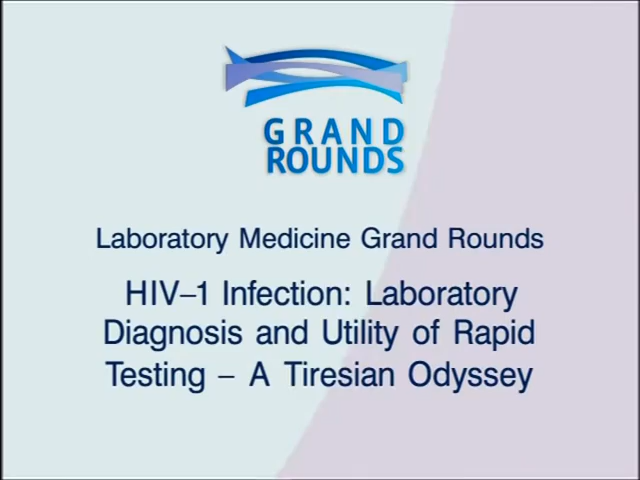 GRAND
ROUNDS
Laboratory Medicine Grand Rounds
HIV–1 Infection: Laboratory
Diagnosis and Utility of Rapid
Testing – A Tiresian Odyssey